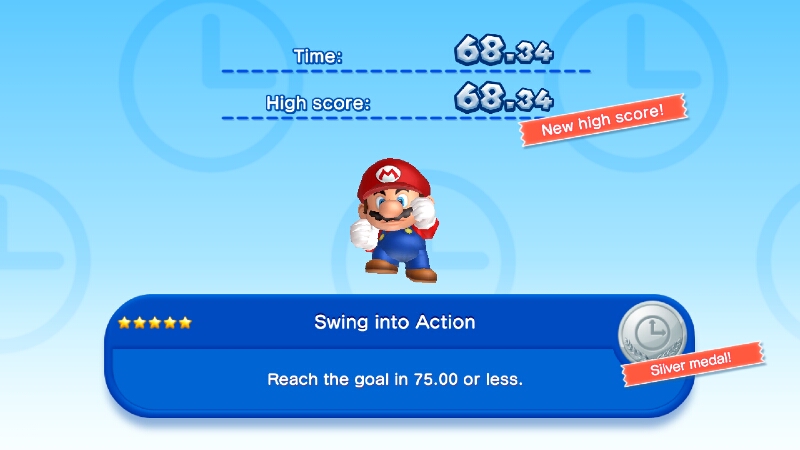 Time: 68.34
High score: 68.34
New high score!
M
Swing into Action
Silver medal!
Reach the goal in 75.00 or less.